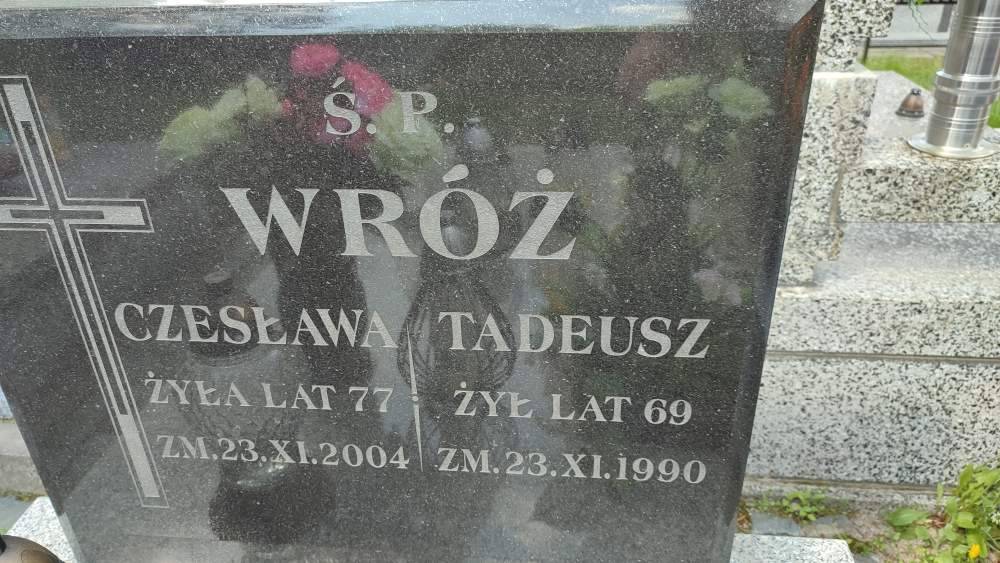 Ś. P.
WRÓŻ
CZESŁAWA
ŻYŁA LAT 77
ZM.23.XI.2004
TADEUSZ
ŻYŁ LAT 69
ZM.23.XI.1990